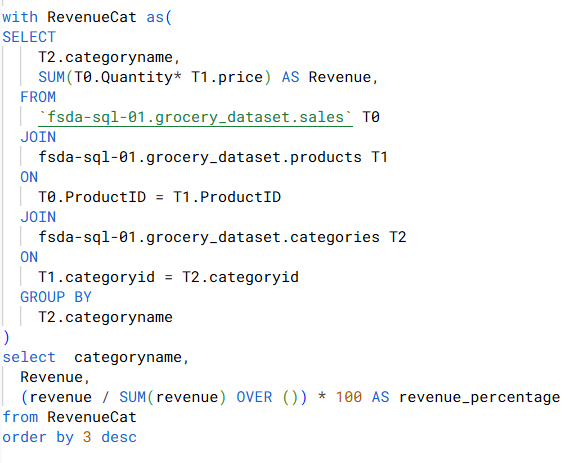 with RevenueCat as(
SELECT
    T2.categoryname,
    SUM(T0.Quantity* T1.price) AS Revenue,
  FROM
    `fsda-sql-01.grocery_dataset.sales` T0
  JOIN
    fsda-sql-01.grocery_dataset.products T1
  ON
    T0.ProductID = T1.ProductID
  JOIN
    fsda-sql-01.grocery_dataset.categories T2
  ON
    T1.categoryid = T2.categoryid
  GROUP BY
    T2.categoryname
)
select  categoryname,
  Revenue,
  (revenue / SUM(revenue) OVER ()) * 100 AS revenue_percentage
from RevenueCat
order by 3 desc